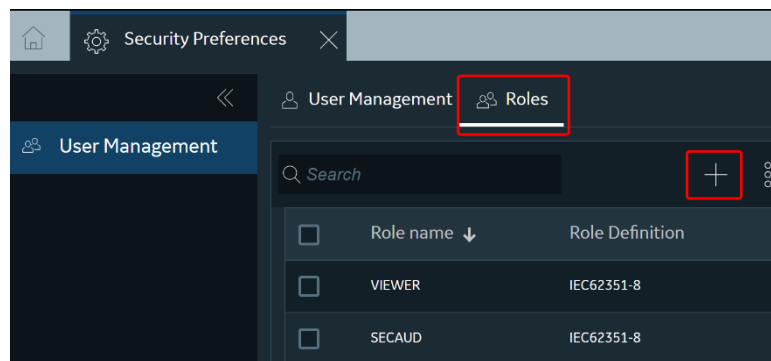 Security Preferences
User Management
User Management Roles
Search
Role name Role Definition
VIEWER IEC62351-8
SECAUD IEC62351-8